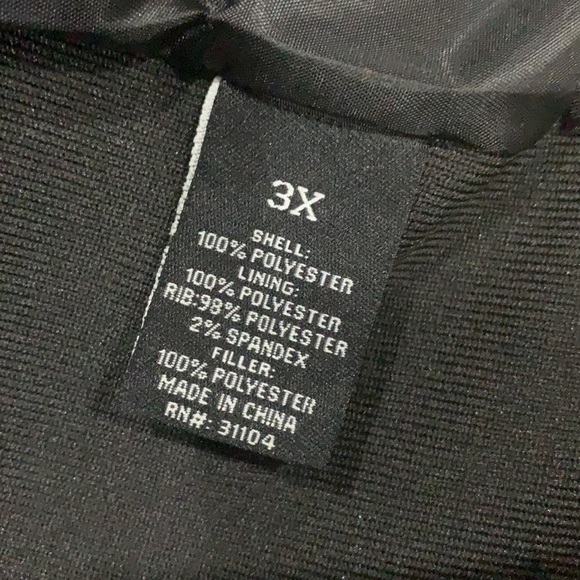 3X
SHELL:
100% POLYESTER
LINING:
100% POLYESTER
RIB:98% POLYESTER
2% SPANDEX
FILLER:
100% POLYESTER
MADE IN CHINA
RN#: 31104